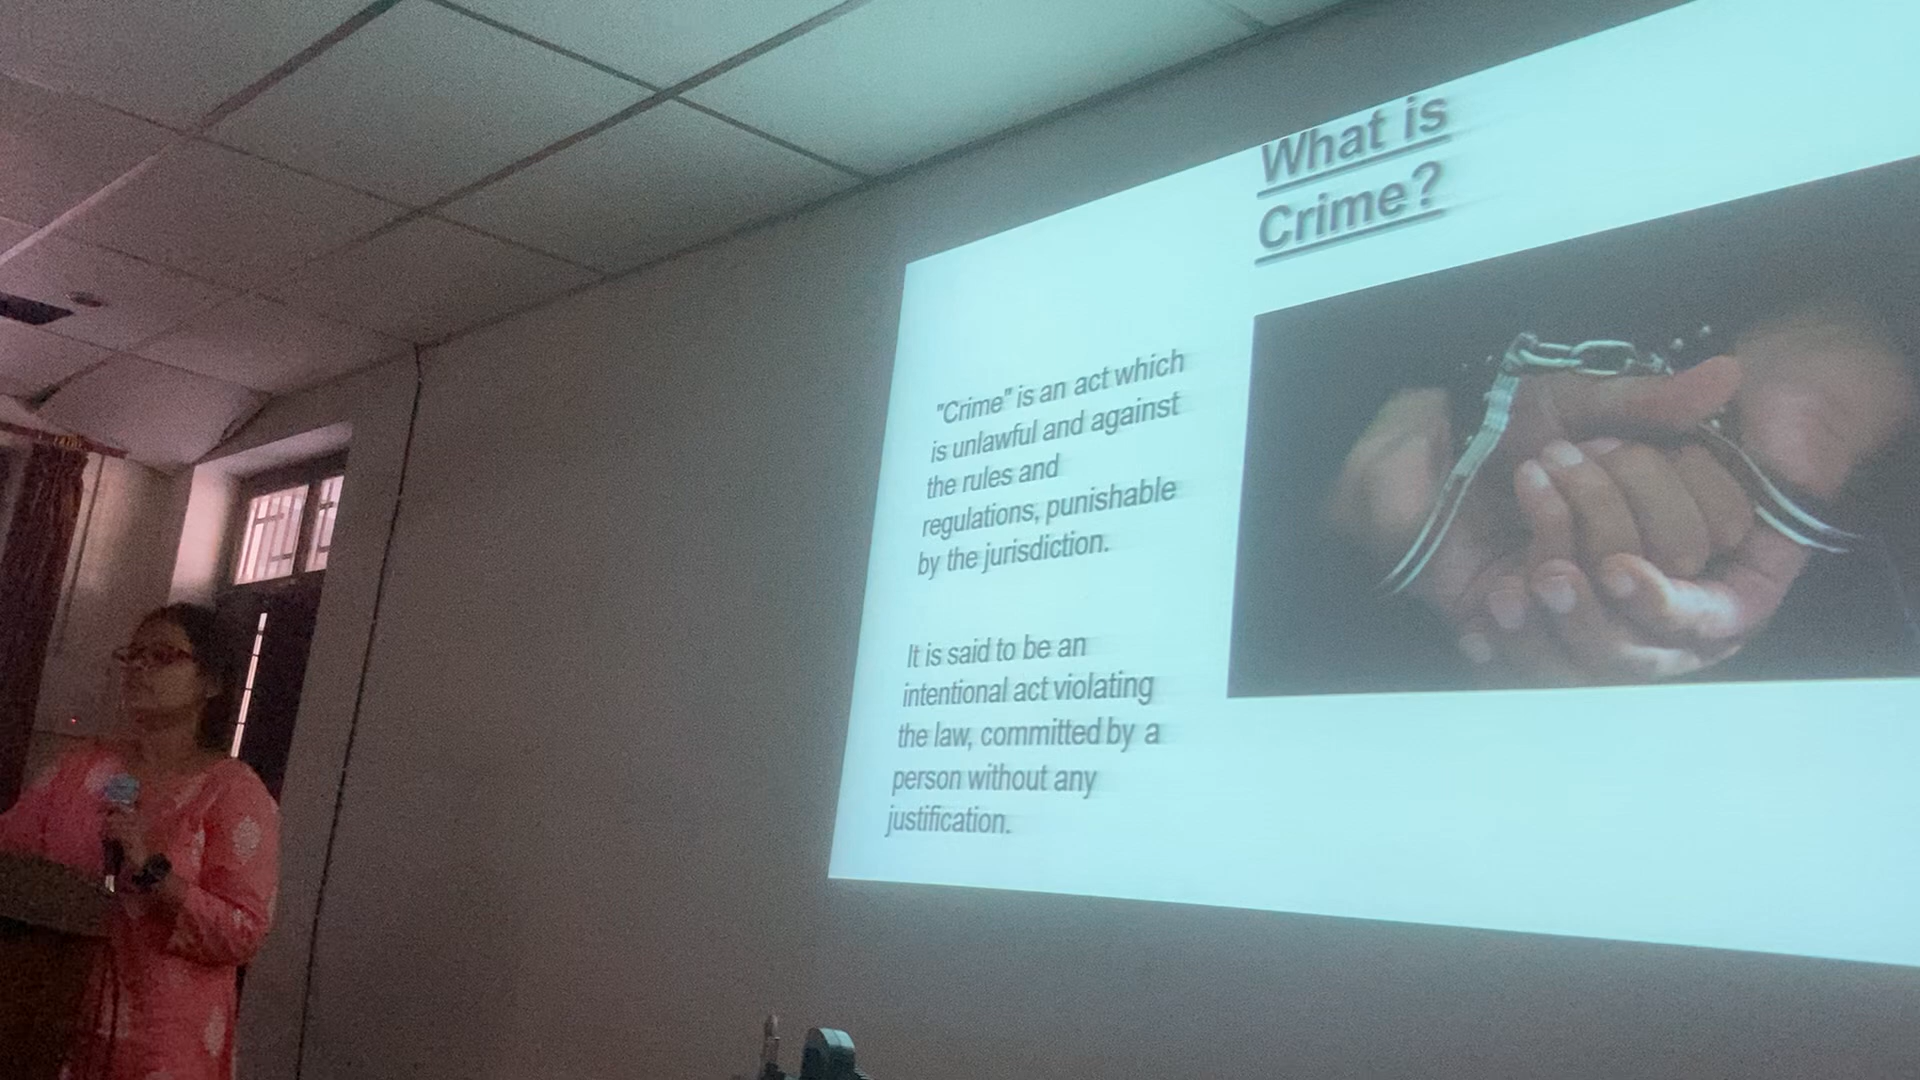 What is
Crime?
"Crime" is an act which
is unlawful and against
the rules and
regulations, punishable
by the jurisdiction.
It is said to be an
intentional act violating
the law, committed by a
person without any
justification.